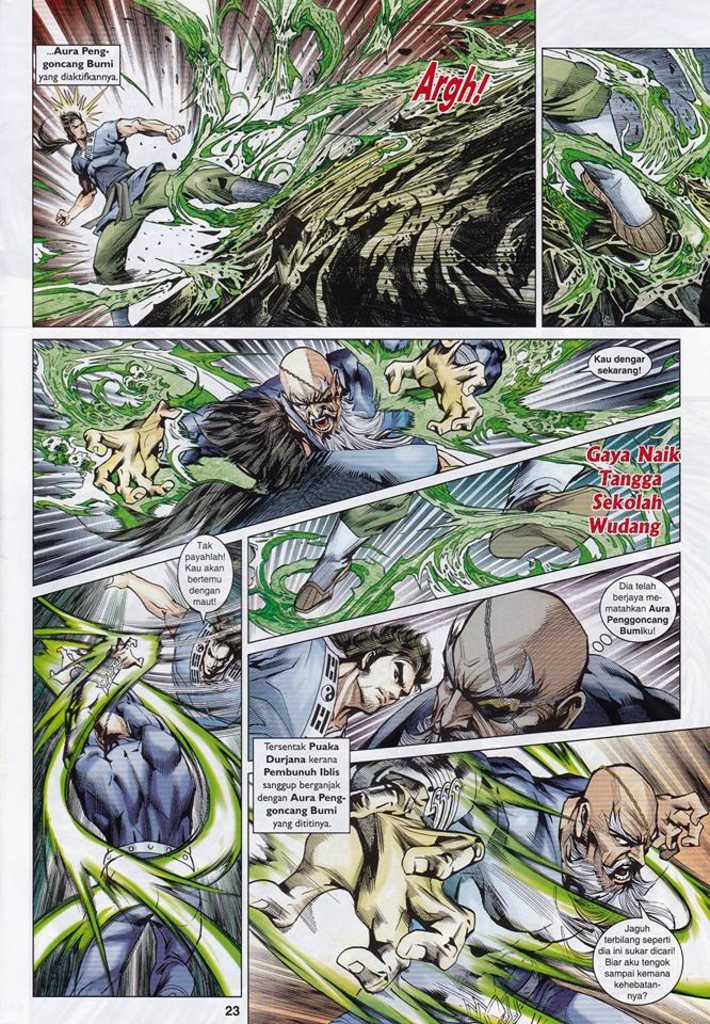 ...Aura Peng-
goncang Bumi
yang diaktifkannya.
Argh!
Kau dengar
sekarang!
Gaya Naik
Tangga
Sekolah
Wudang
Tak
payahlah!
Kau akan
bertemu
dengan
maut!
Dia telah
berjaya me-
matahkan Aura
Penggoncang
Bumiku!
Tersentak Puaka
Durjana kerana
Pembunuh Iblis
sanggup berganjak
dengan Aura Peng-
goncang Bumi
yang dititinya.
Jaguh
terbilang seperti
dia ini sukar dicari!
Biar aku tengok
sampai kemana
kehebatan-
nya?
23